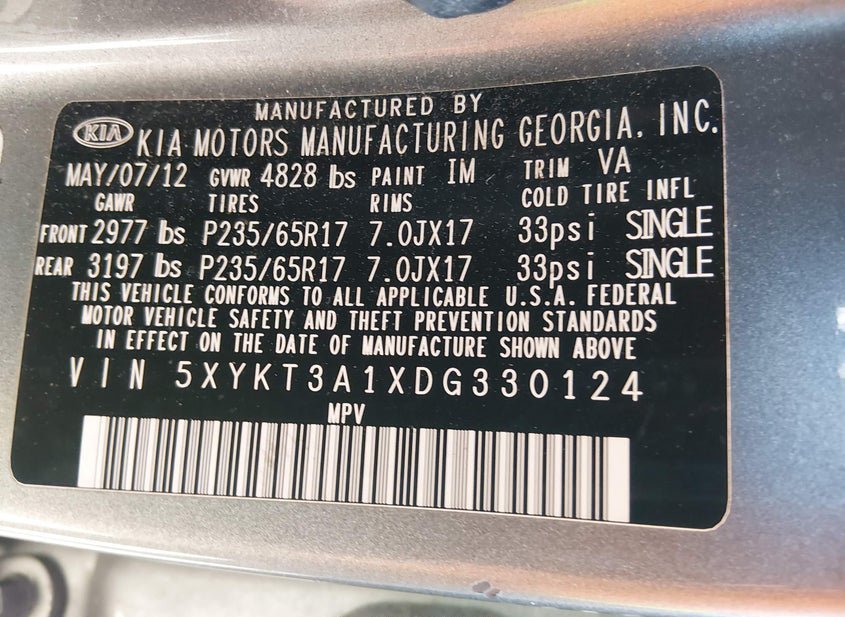 MANUFACTURED BY
KIA KIA MOTORS MANUFACTURING GEORGIA, INC.
MAY/07/12 GVWR 4828 lbs PAINT IM TRIM VA
GAWR TIRES RIMS COLD TIRE INFL
FRONT 2977 lbs P235/65R17 7.0JX17 33psi SINGLE
REAR 3197 lbs P235/65R17 7.0JX17 33psi SINGLE
THIS VEHICLE CONFORMS TO ALL APPLICABLE U.S.A. FEDERAL
MOTOR VEHICLE SAFETY AND THEFT PREVENTION STANDARDS
IN EFFECT ON THE DATE OF MANUFACTURE SHOWN ABOVE
VIN 5XYKT3A1XDG330124
MPV